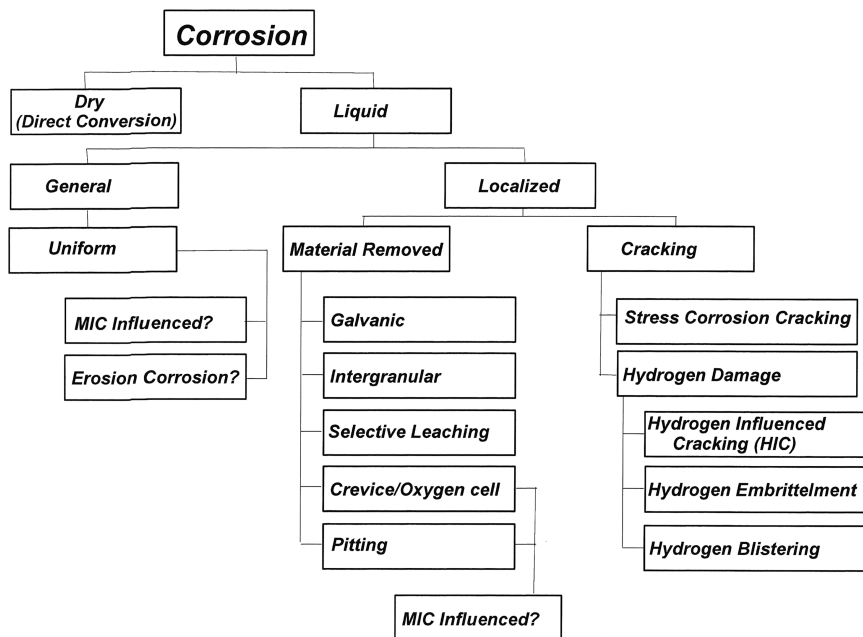 Corrosion
Dry
(Direct Conversion)
Liquid
General
Localized
Uniform
Material Removed
Cracking
MIC Influenced?
Erosion Corrosion?
Galvanic
Intergranular
Selective Leaching
Crevice/Oxygen cell
Pitting
MIC Influenced?
Stress Corrosion Cracking
Hydrogen Damage
Hydrogen Influenced
Cracking (HIC)
Hydrogen Embrittelment
Hydrogen Blistering